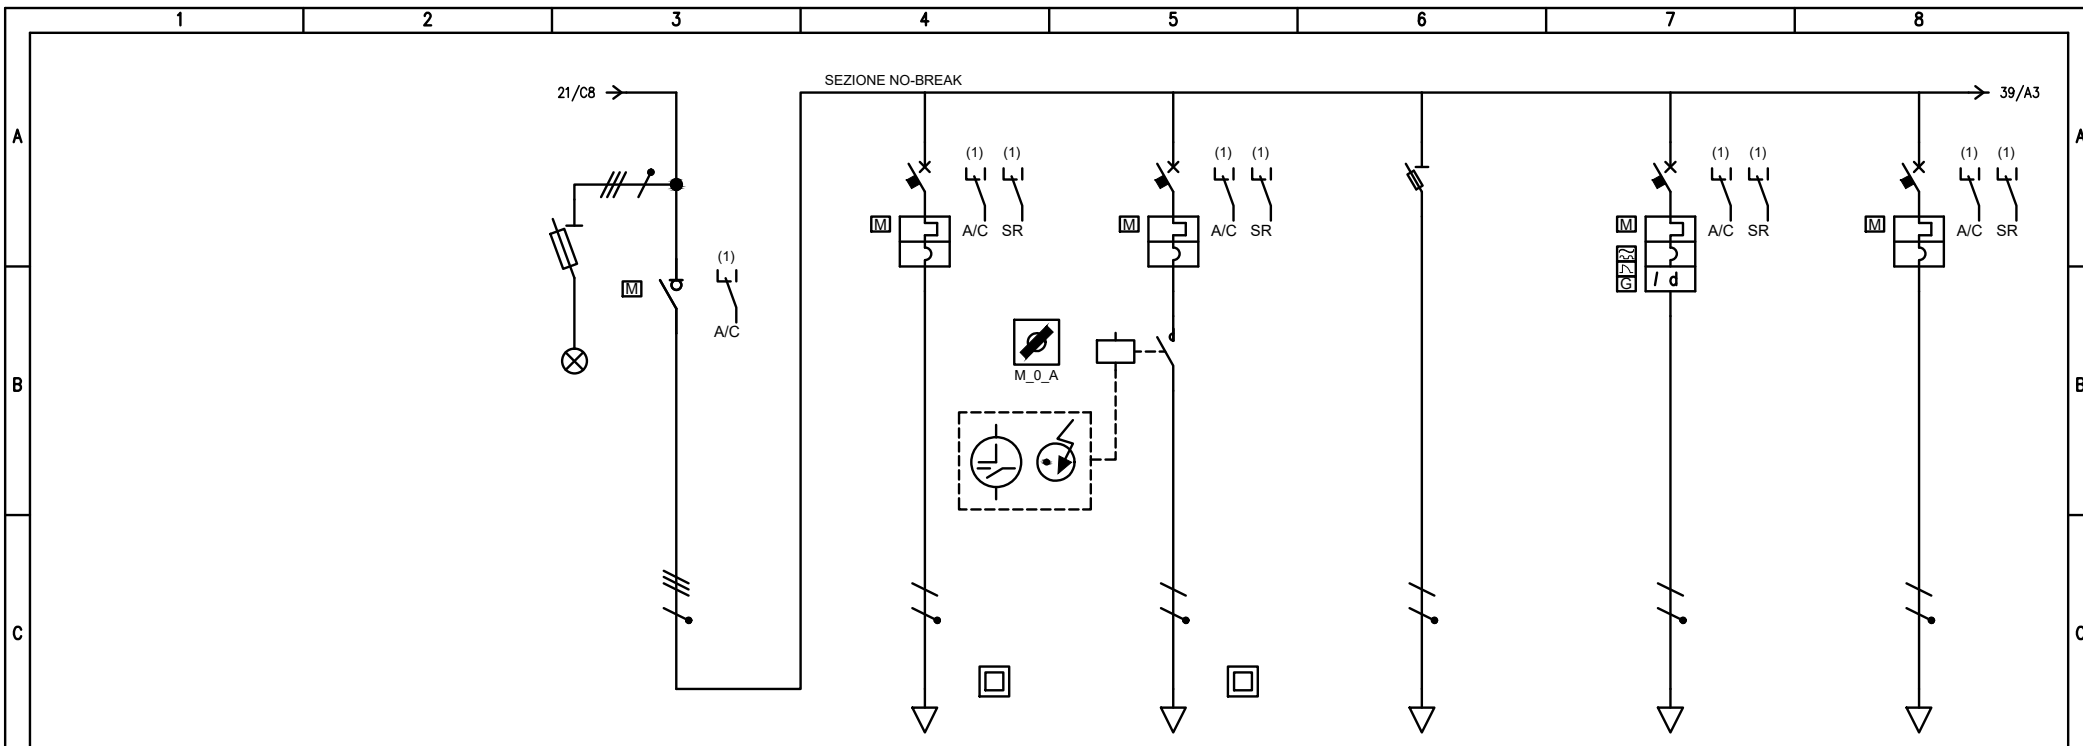 1 2 3 4 5 6 7 8
SEZIONE NO-BREAK
21/C8 39/A3
A A
(1) (1) (1) (1) (1) (1) (1) (1)
M A/C SR M A/C SR M A/C SR M A/C SR
(1)
M G I d
A/C
M_0_A
B B
C C